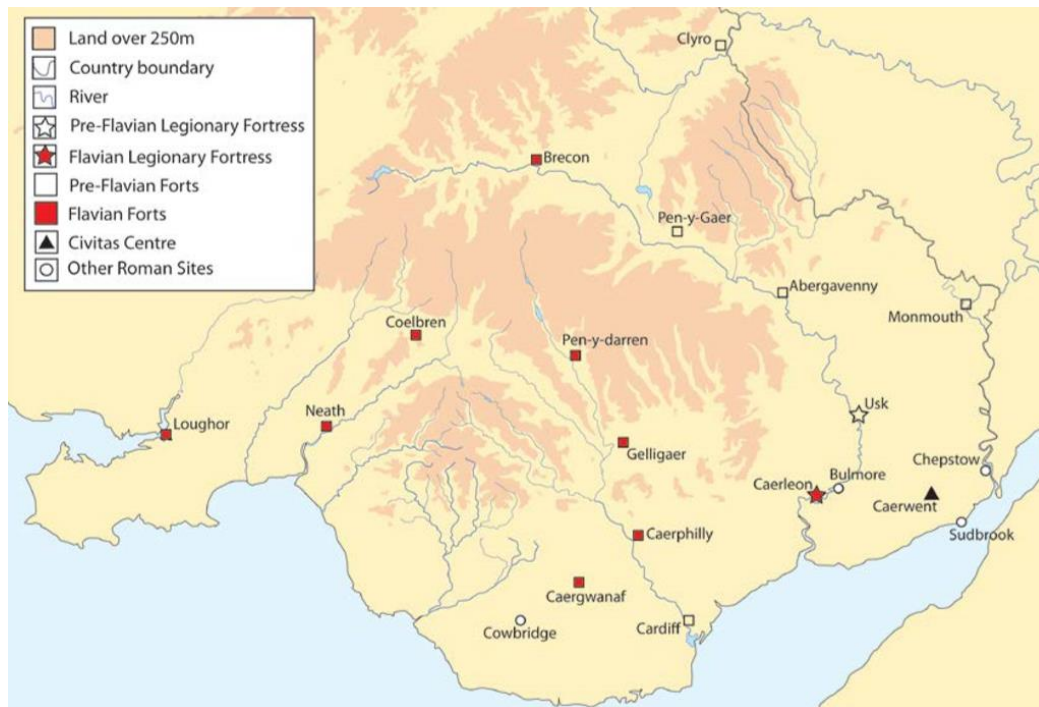 Land over 250m
Country boundary
River
Pre-Flavian Legionary Fortress
Flavian Legionary Fortress
Pre-Flavian Forts
Flavian Forts
Civitas Centre
Other Roman Sites
Clyro
Brecon
Pen-y-Gaer
Abergavenny
Monmouth
Coelbren
Pen-y-darren
Usk
Neath
Loughor
Gelligaer
Chepstow
Bulmore
Caerleon
Caerwent
Sudbrook
Caerphilly
Caergwanaf
Cowbridge
Cardiff